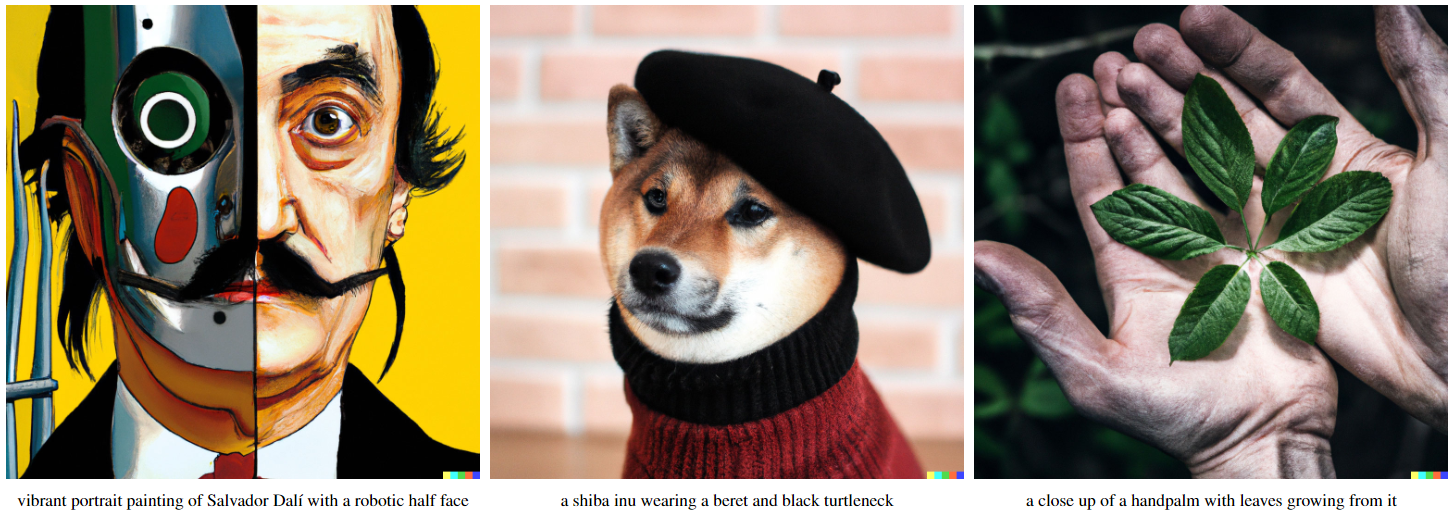 vibrant portrait painting of Salvador Dalí with a robotic half face
a shiba inu wearing a beret and black turtleneck
a close up of a handpalm with leaves growing from it